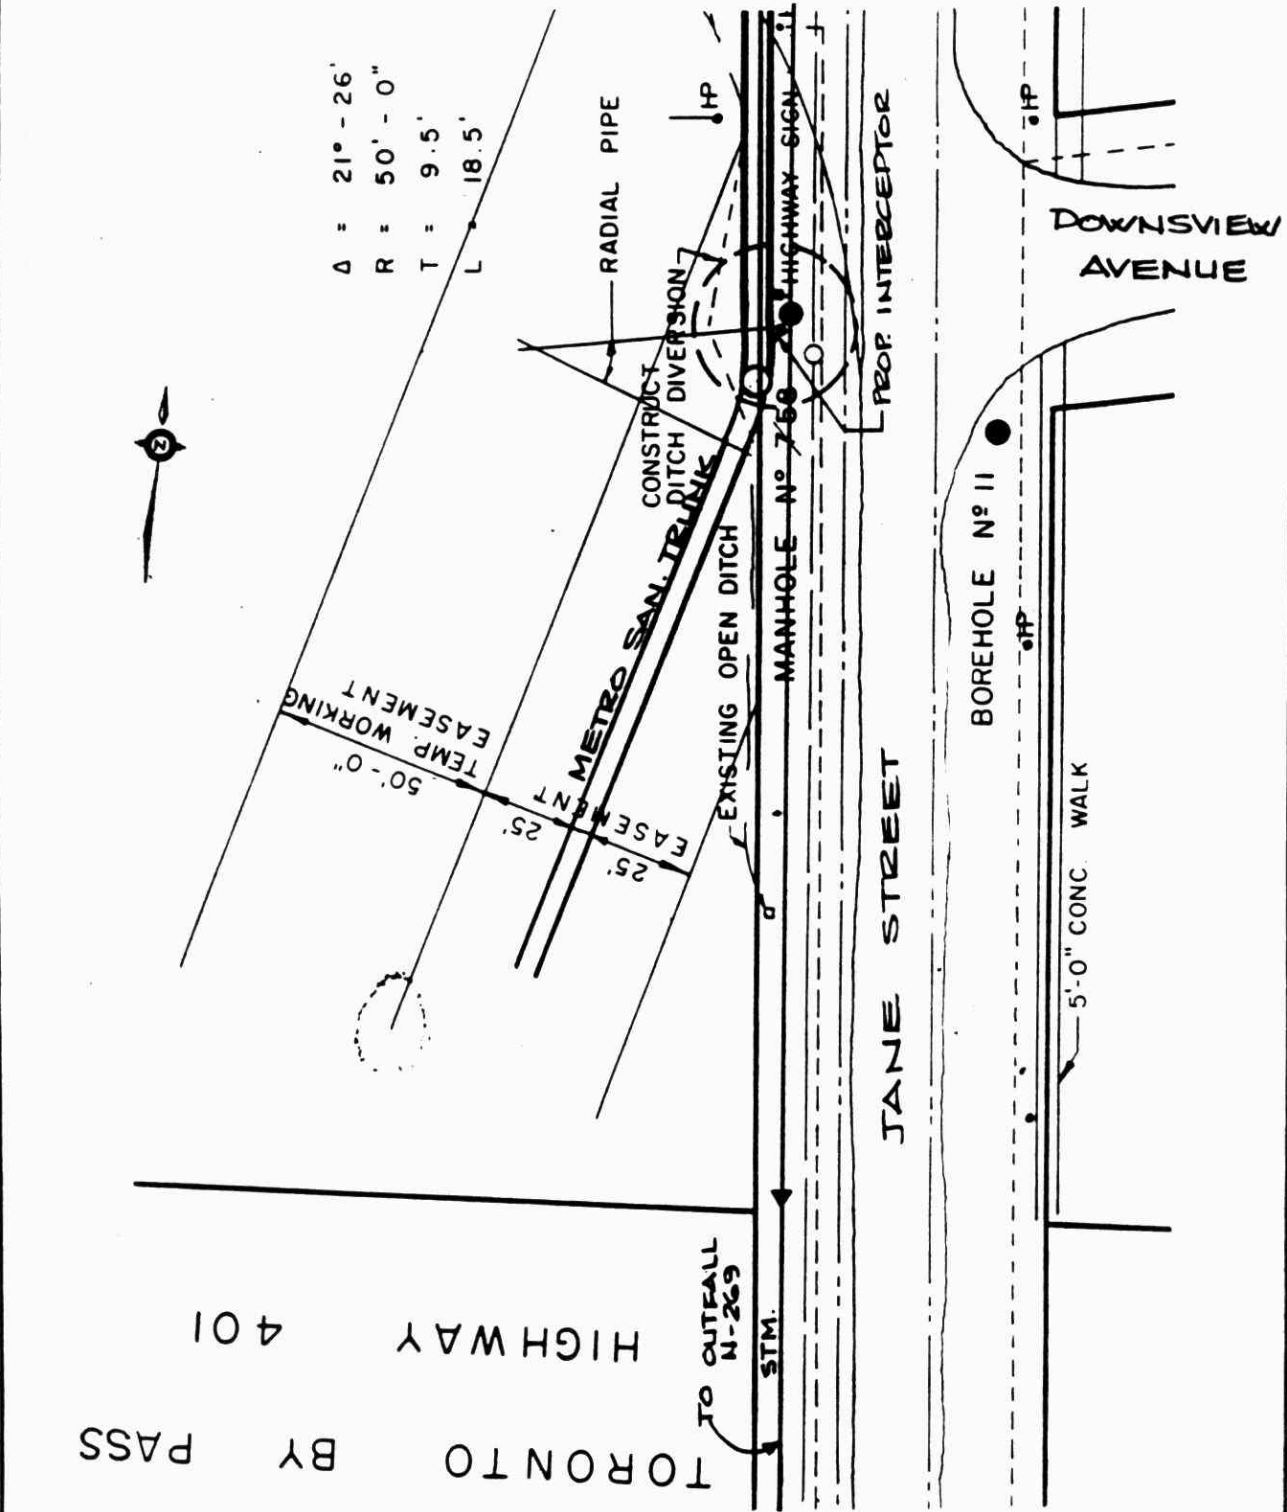 Δ = 21° - 26'
R = 50' - 0"
T = 9.5'
L = 18.5'
RADIAL PIPE
HP
HIGHWAY SIGN
PROP. INTERCEPTOR
HP
DOWNSVIEW
AVENUE
CONSTRUCT
DITCH DIVERSION
N
METRO SAN. TRUNK
MANHOLE Nº 758
EXISTING OPEN DITCH
BOREHOLE Nº 11
HP
TEMP WORKING
EASEMENT
50'-0"
25'
EASEMENT
25'
JANE STREET
5'-0" CONC. WALK
TO OUTFALL
N-269
STM.
TORONTO BY PASS
HIGHWAY 401